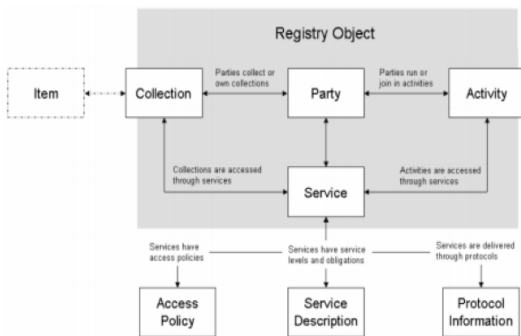 Registry Object
Parties collect or
own collections
Parties run or
join in activities
Item
Collection
Party
Activity
Collections are accessed
through services
Activities are accessed
through services
Service
Services have
access policies
Services have service
levels and obligations
Services are delivered
through protocols
Access
Policy
Service
Description
Protocol
Information